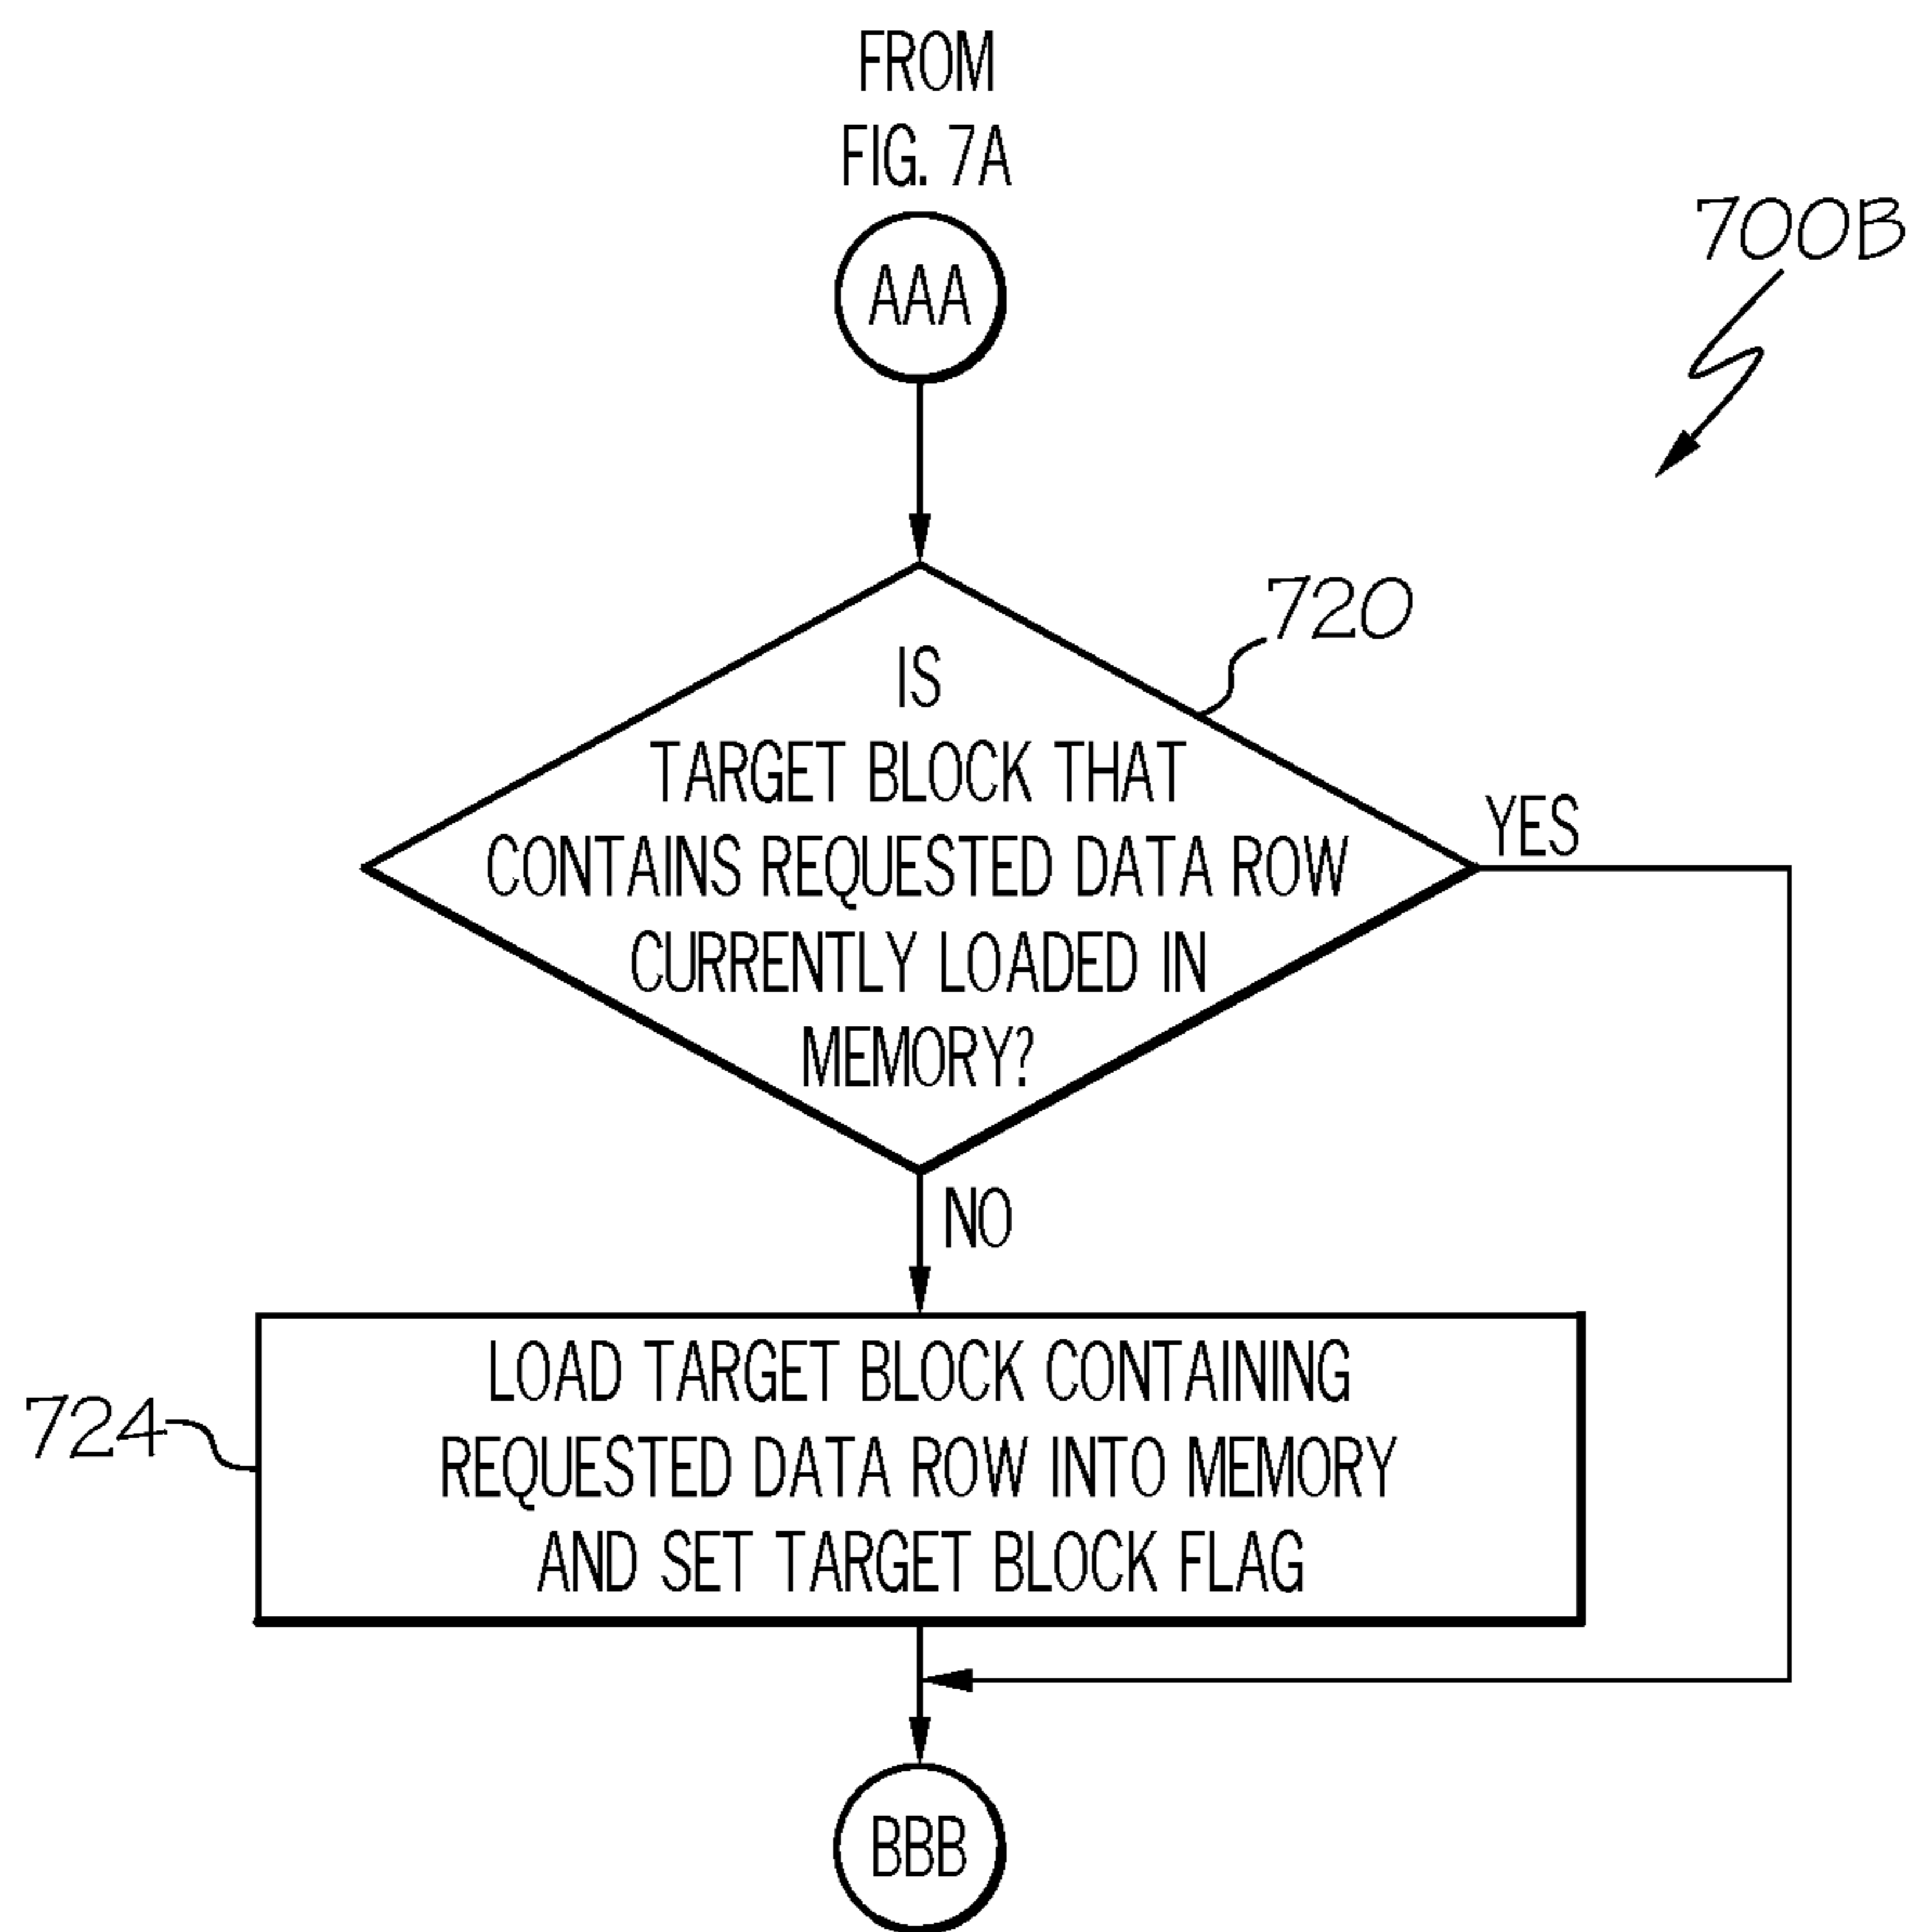 FROM
FIG. 7A
AAA
700B
720
IS
TARGET BLOCK THAT
CONTAINS REQUESTED DATA ROW
CURRENTLY LOADED IN
MEMORY?
YES
NO
724
LOAD TARGET BLOCK CONTAINING
REQUESTED DATA ROW INTO MEMORY
AND SET TARGET BLOCK FLAG
BBB